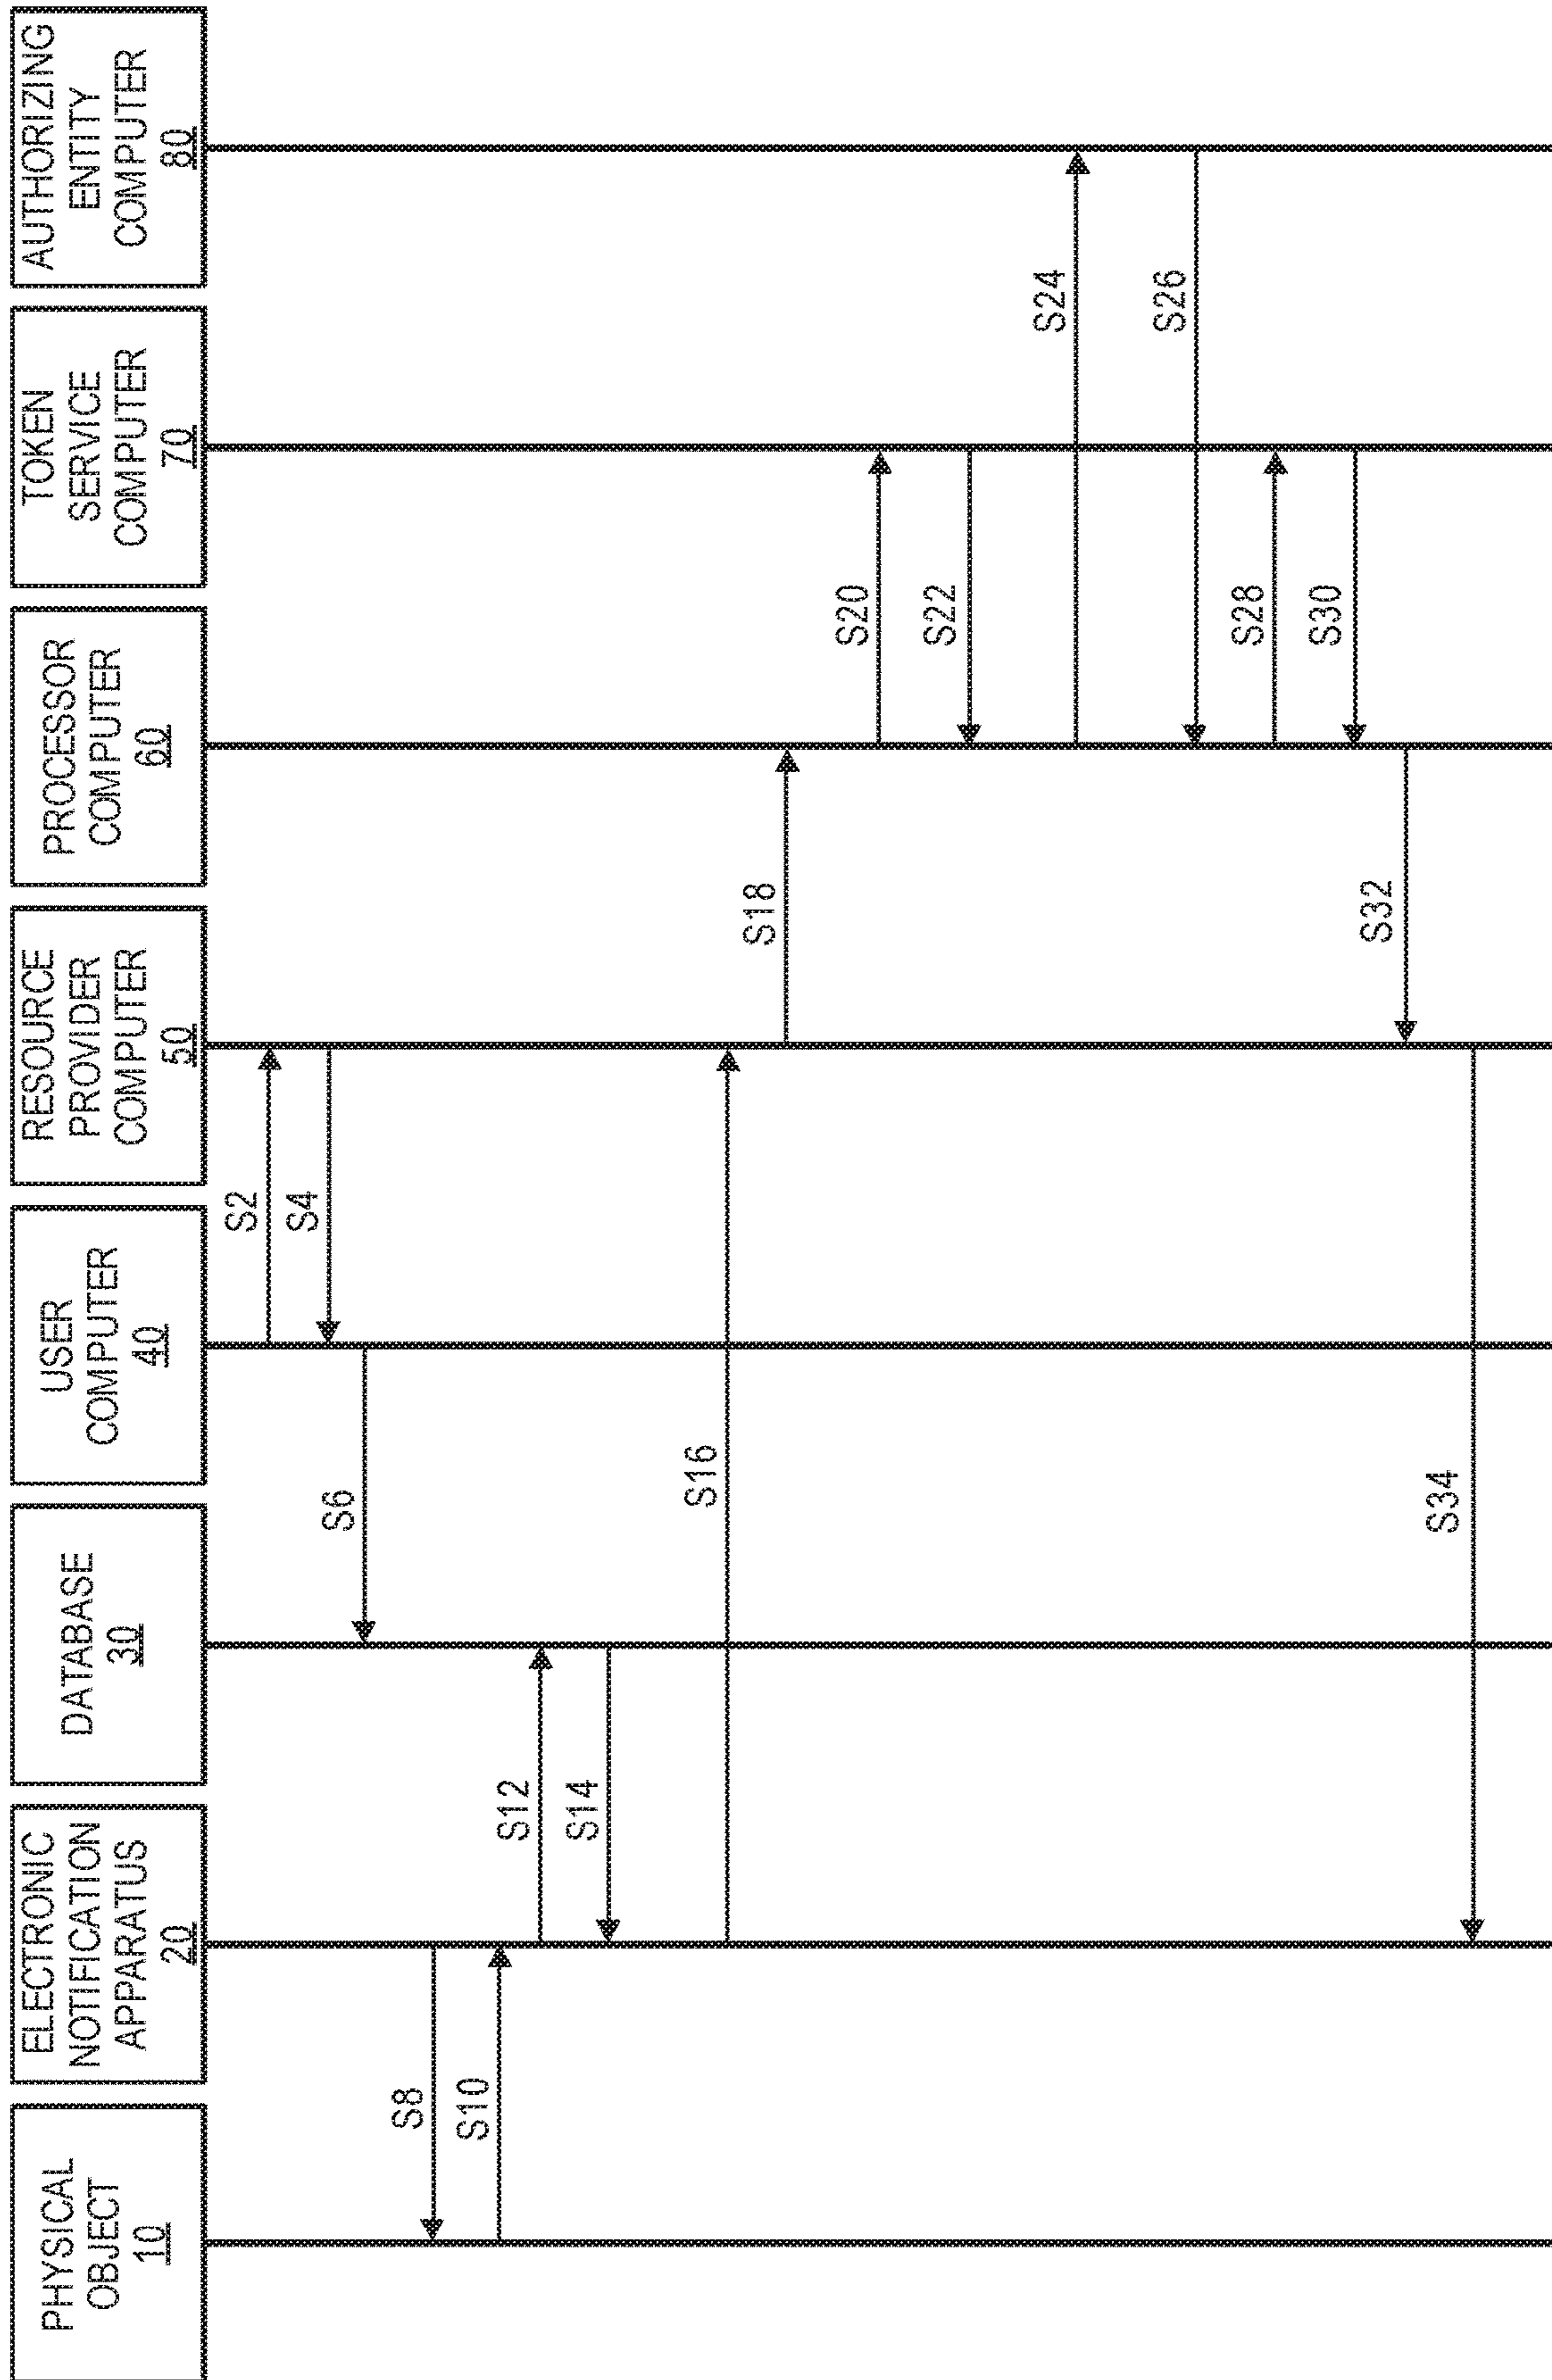 PHYSICAL
OBJECT
10
ELECTRONIC
NOTIFICATION
APPARATUS
20
DATABASE
30
USER
COMPUTER
40
RESOURCE
PROVIDER
COMPUTER
50
PROCESSOR
COMPUTER
60
TOKEN
SERVICE
COMPUTER
70
AUTHORIZING
ENTITY
COMPUTER
80
S2
S4
S6
S8
S10
S12
S14
S16
S18
S20
S22
S24
S26
S28
S30
S32
S34